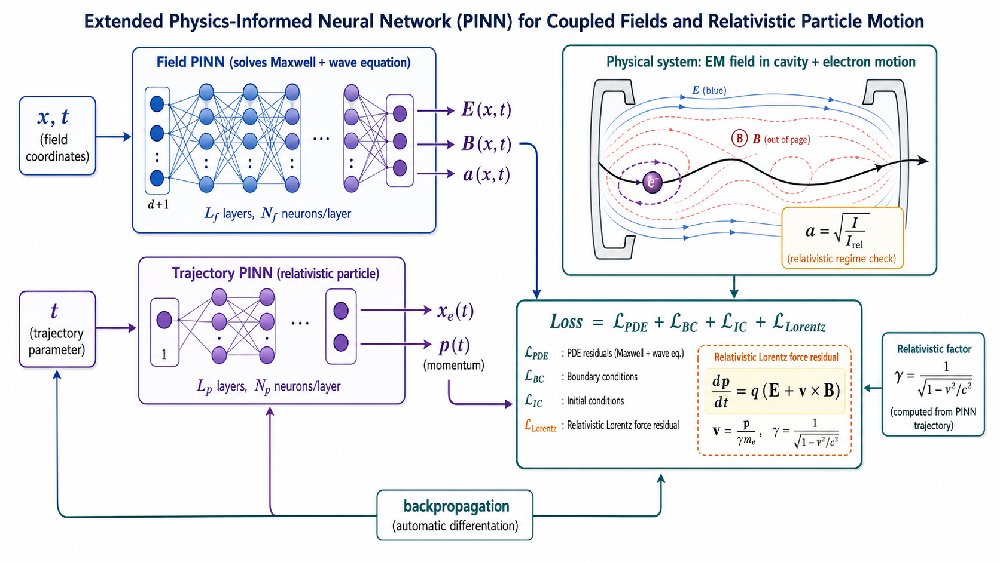 Extended Physics-Informed Neural Network (PINN) for Coupled Fields and Relativistic Particle Motion
x, t
(field
coordinates)
Field PINN (solves Maxwell + wave equation)
...
d+1
L_f layers, N_f neurons/layer
E(x, t)
B(x, t)
a(x, t)
Physical system: EM field in cavity + electron motion
E (blue)
B B (out of page)
e⁻
a = √(I / I_rel)
(relativistic regime check)
t
(trajectory
parameter)
Trajectory PINN (relativistic particle)
1
...
L_p layers, N_p neurons/layer
x_e(t)
p(t)
(momentum)
Loss = ℒ_PDE + ℒ_BC + ℒ_IC + ℒ_Lorentz
ℒ_PDE : PDE residuals (Maxwell + wave eq.)
ℒ_BC : Boundary conditions
ℒ_IC : Initial conditions
ℒ_Lorentz : Relativistic Lorentz force residual
Relativistic Lorentz force residual
dp/dt = q (E + v × B)
v = p/γm_e , γ = 1/√(1 − v²/c²)
Relativistic factor
γ = 1/√(1 − v²/c²)
(computed from PINN
trajectory)
backpropagation
(automatic differentation)